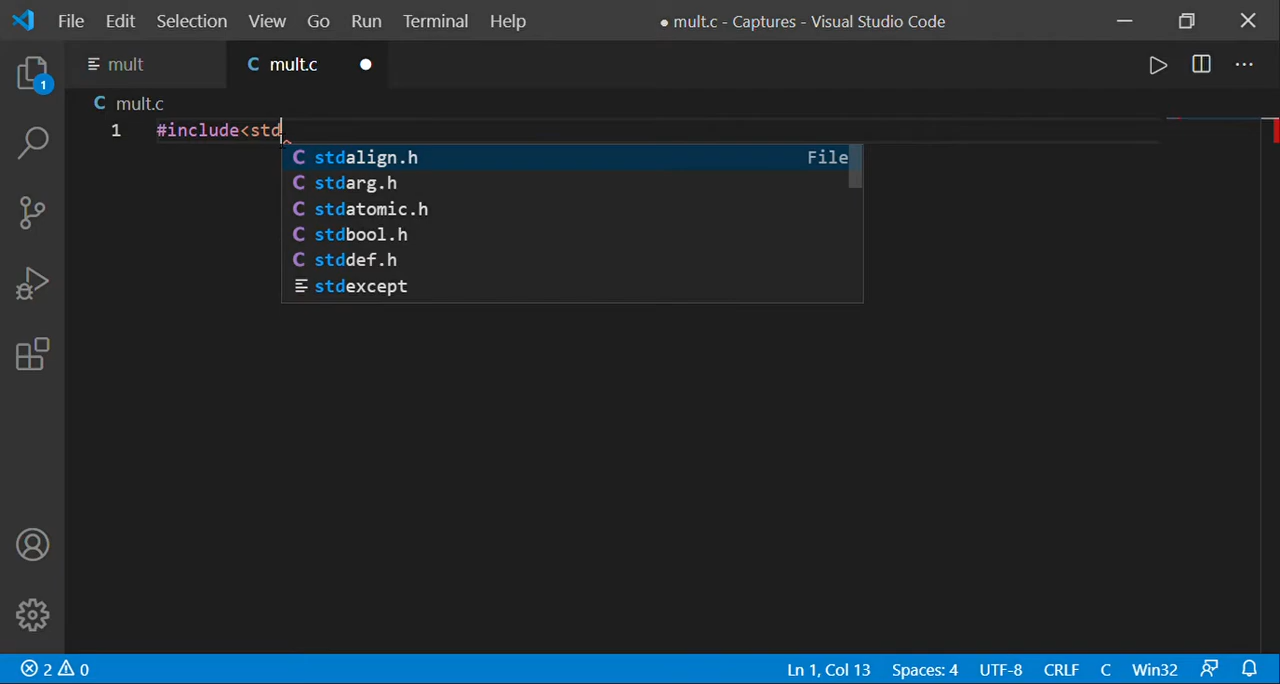 File Edit Selection View Go Run Terminal Help ● mult.c - Captures - Visual Studio Code
mult C mult.c
C mult.c
1 #include<std
C stdalign.h File
C stdarg.h
C stdatomic.h
C stdbool.h
C stddef.h
stdexcept
1
2 0 Ln 1, Col 13 Spaces: 4 UTF-8 CRLF C Win32